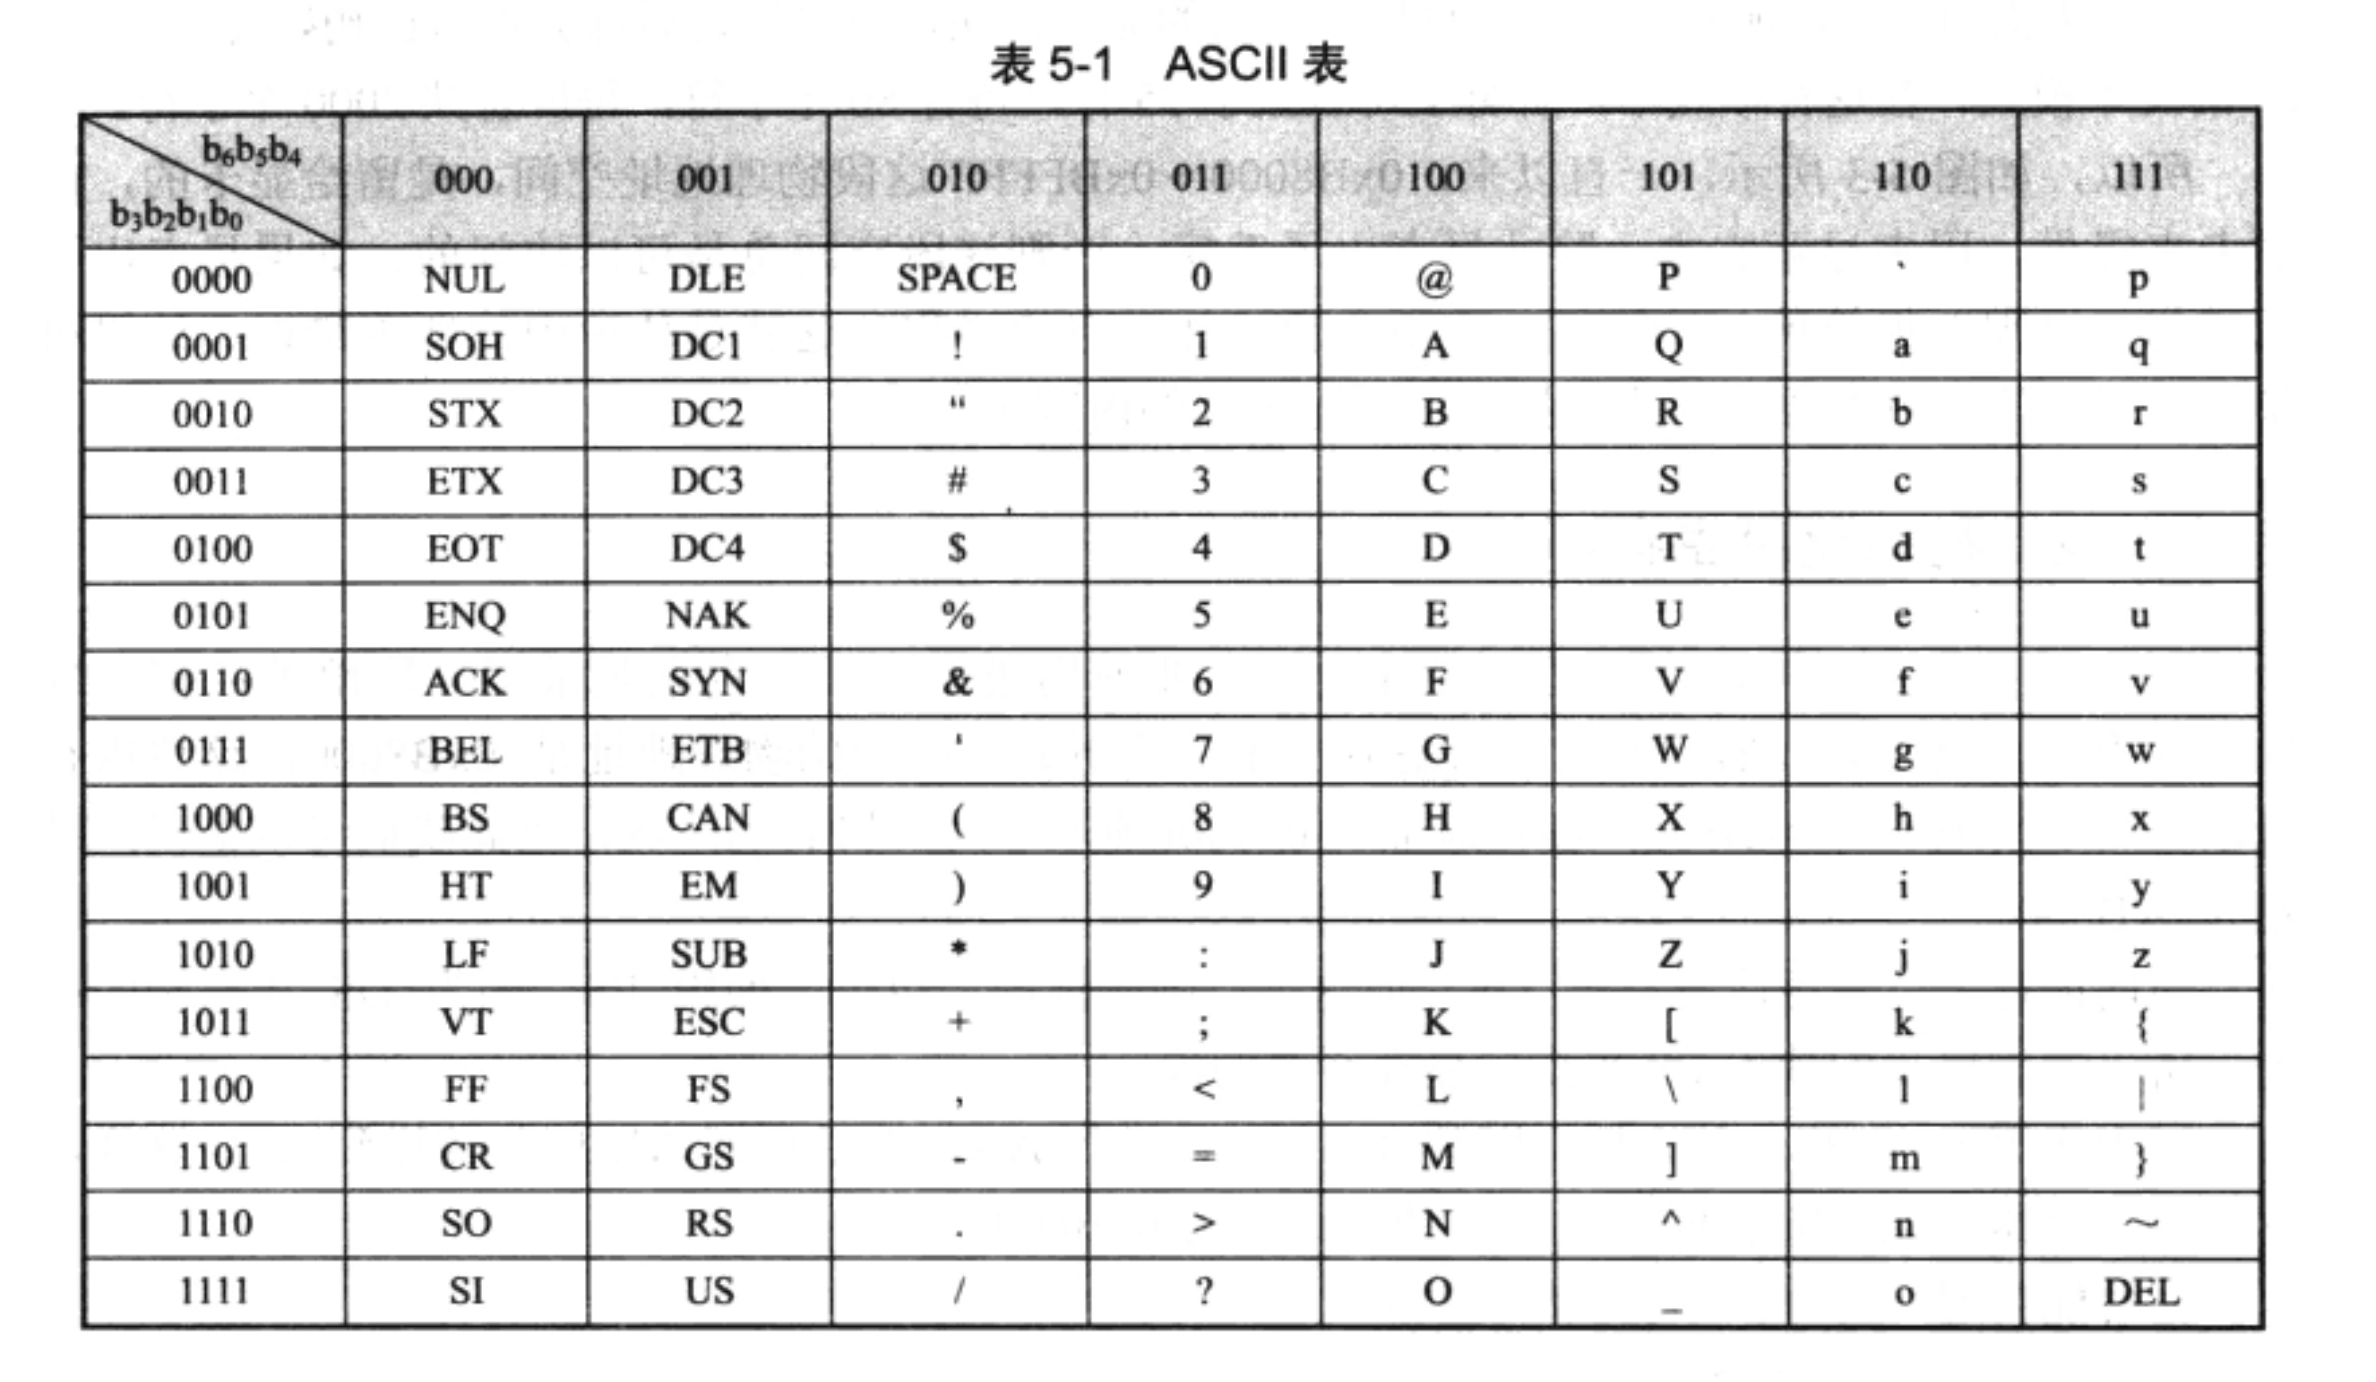 表 5-1 ASCII 表
b6b5b4 000 001 010 011 100 101 110 111
b3b2b1b0
0000 NUL DLE SPACE 0 @ P ` p
0001 SOH DC1 ! 1 A Q a q
0010 STX DC2 “ 2 B R b r
0011 ETX DC3 # 3 C S c s
0100 EOT DC4 $ 4 D T d t
0101 ENQ NAK % 5 E U e u
0110 ACK SYN & 6 F V f v
0111 BEL ETB ' 7 G W g w
1000 BS CAN ( 8 H X h x
1001 HT EM ) 9 I Y i y
1010 LF SUB * : J Z j z
1011 VT ESC + ; K [ k {
1100 FF FS , < L \ l |
1101 CR GS - = M ] m }
1110 SO RS . > N ^ n ~
1111 SI US / ? O _ o DEL